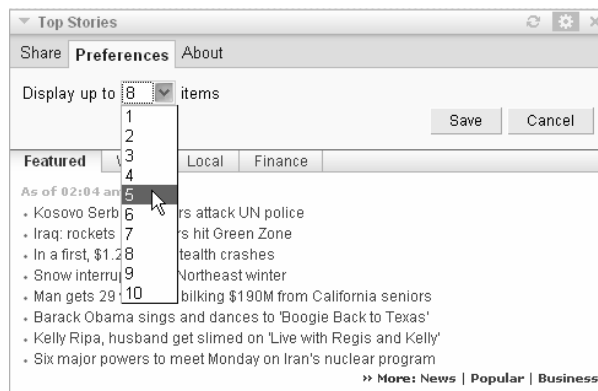 Top Stories
Share Preferences About
Display up to 8 items
1
2
3
4
5
6
7
8
9
10
Save Cancel
Featured Local Finance
As of 02:04
Kosovo Serb rs attack UN police
Iraq: rockets rs hit Green Zone
In a first, $1.2 tealth crashes
Snow interru Northeast winter
Man gets 29 bilking $190M from California seniors
Barack Obama sings and dances to 'Boogie Back to Texas'
Kelly Ripa, husband get slimed on 'Live with Regis and Kelly'
Six major powers to meet Monday on Iran's nuclear program
» More: News | Popular | Business